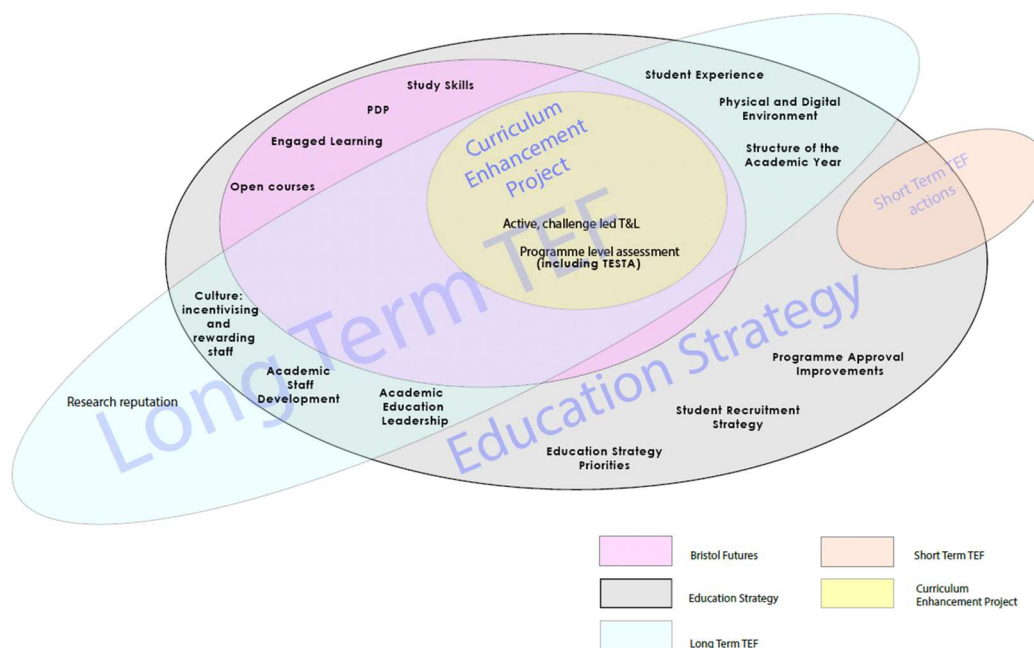 Study Skills
PDP
Engaged Learning
Open courses
Curriculum
Enhancement
Project
Student Experience
Physical and Digital
Environment
Structure of the
Academic Year
Short Term TEF
actions
Active, challenge led T&L
Programme level assessment
(including TESTA)
Long Term TEF
Education Strategy
Culture:
incentivising
and
rewarding
staff
Academic
Staff
Development
Academic
Education
Leadership
Research reputation
Programme Approval
Improvements
Student Recruitment
Strategy
Education Strategy
Priorities
Bristol Futures
Short Term TEF
Education Strategy
Curriculum
Enhancement Project
Long Term TEF